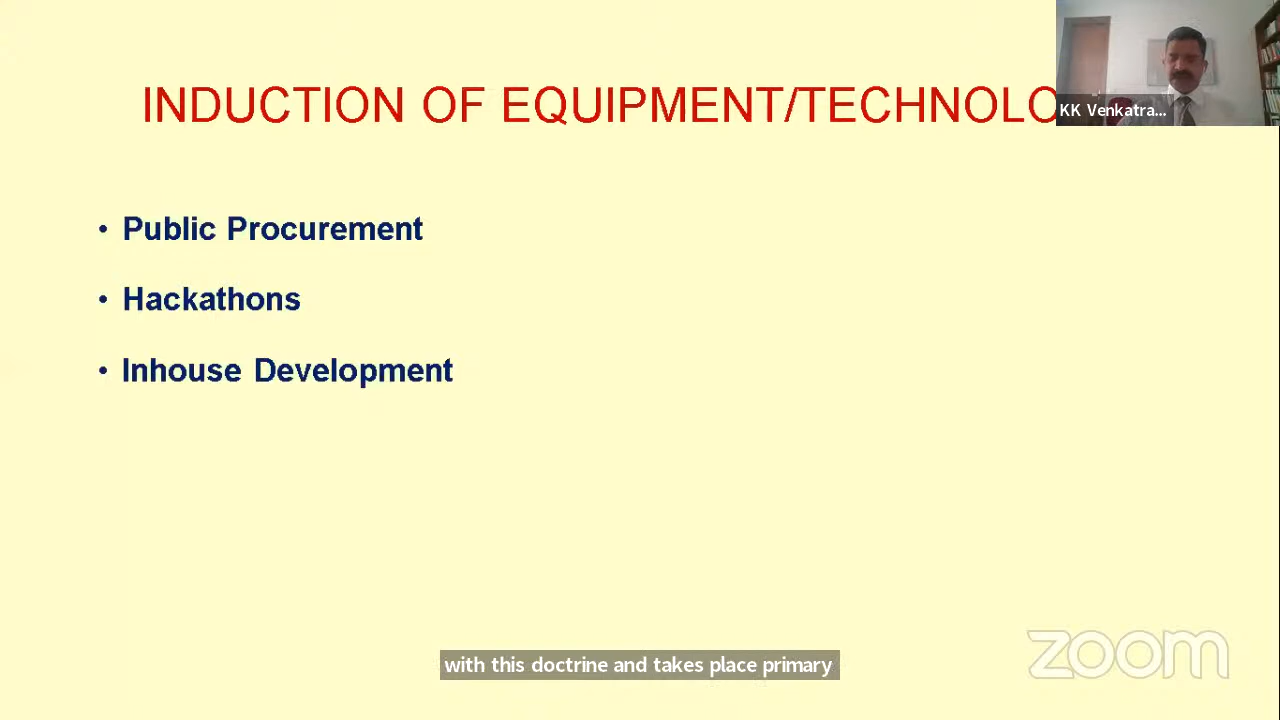 INDUCTION OF EQUIPMENT/TECHNOLO
KK Venkatra...
• Public Procurement
• Hackathons
• Inhouse Development
with this doctrine and takes place primary
zoom